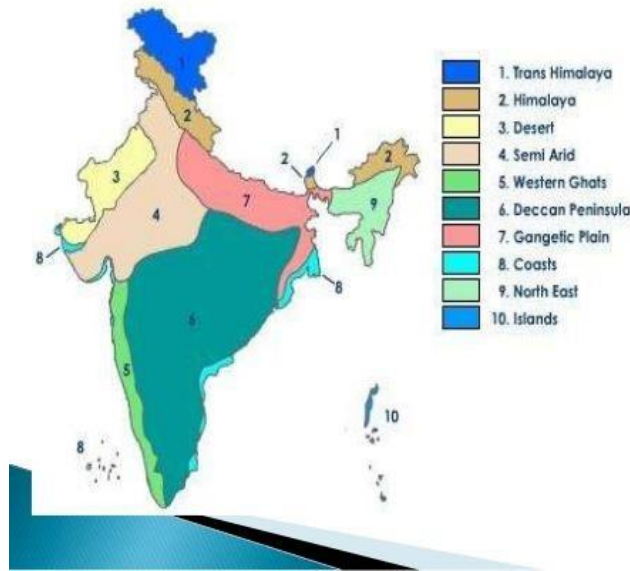 1
2
1
2
2
3
4
7
9
8
8
6
5
10
8
1. Trans Himalaya
2. Himalaya
3. Desert
4. Semi Arid
5. Western Ghats
6. Deccan Peninsula
7. Gangetic Plain
8. Coasts
9. North East
10. Islands